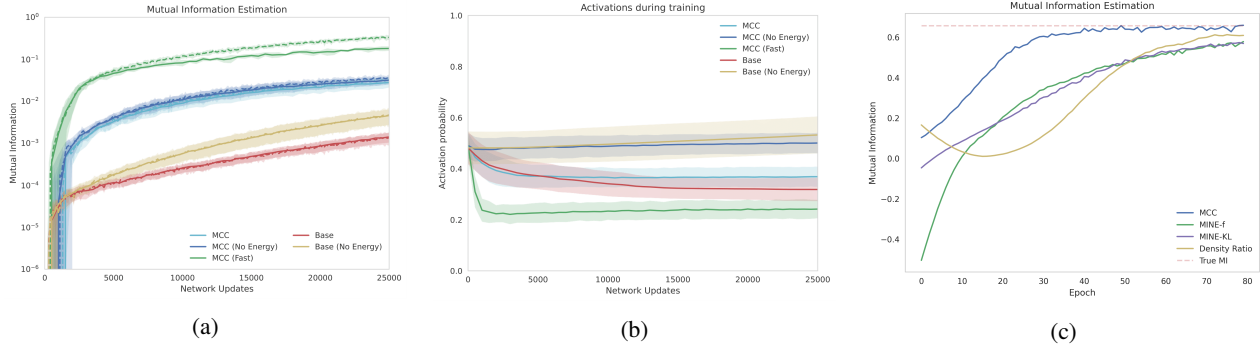 Mutual Information Estimation
10^0
10^-1
10^-2
10^-3
10^-4
10^-5
10^-6
Mutual Information
0
5000
10000
15000
20000
25000
Network Updates
MCC
MCC (No Energy)
MCC (Fast)
Base
Base (No Energy)
(a)
Activations during training
1.0
0.8
0.6
0.4
0.2
0.0
Activation probability
0
5000
10000
15000
20000
25000
Network Updates
MCC
MCC (No Energy)
MCC (Fast)
Base
Base (No Energy)
(b)
Mutual Information Estimation
0.6
0.4
0.2
0.0
−0.2
−0.4
Mutual Information
0
10
20
30
40
50
60
70
80
Epoch
MCC
MINE-f
MINE-KL
Density Ratio
True MI
(c)